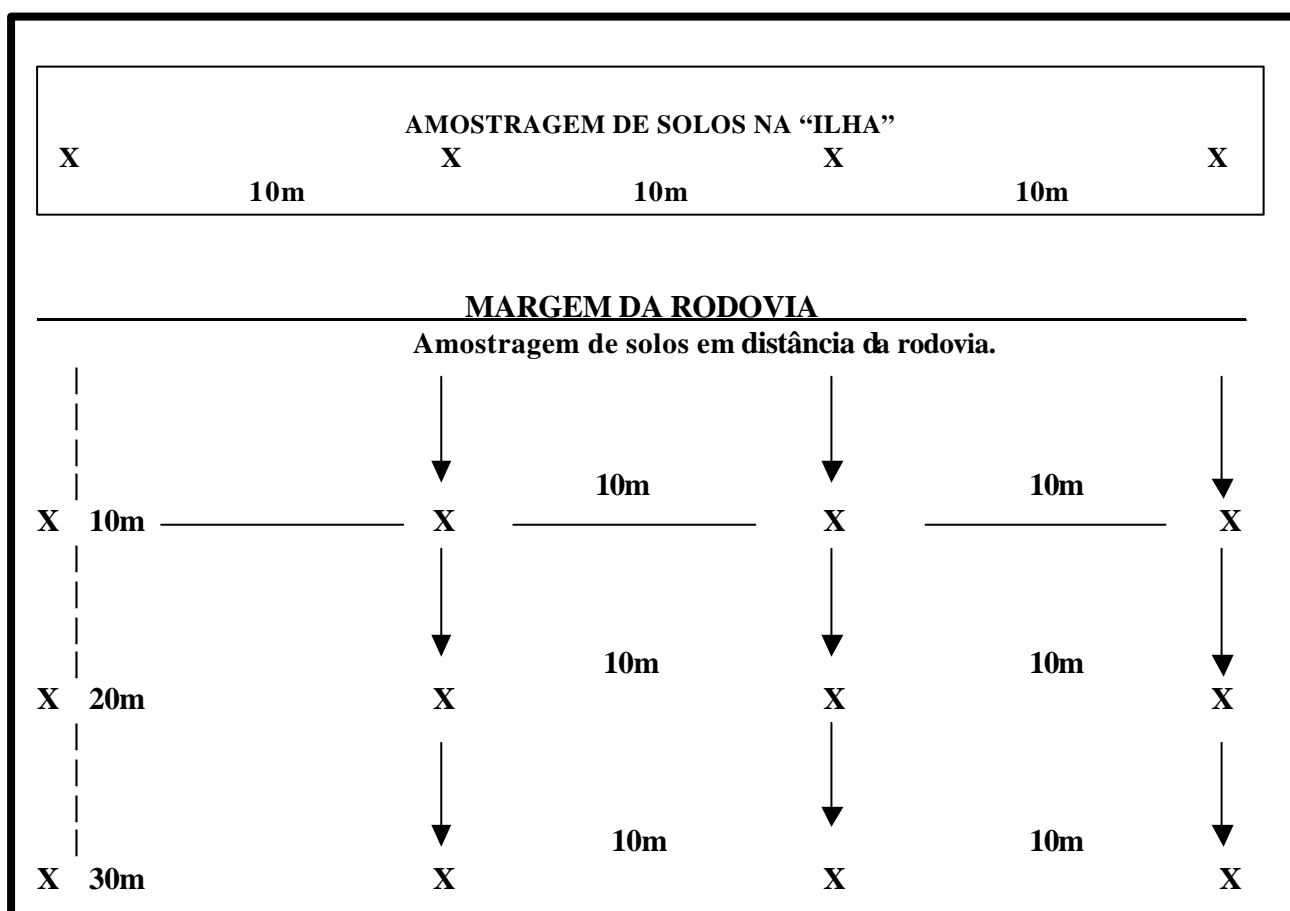 AMOSTRAGEM DE SOLOS NA “ILHA”
X X X X
10m 10m 10m
MARGEM DA RODOVIA
Amostragem de solos em distância da rodovia.
10m 10m
X 10m X X X
10m 10m
X 20m X X X
10m 10m
X 30m X X X